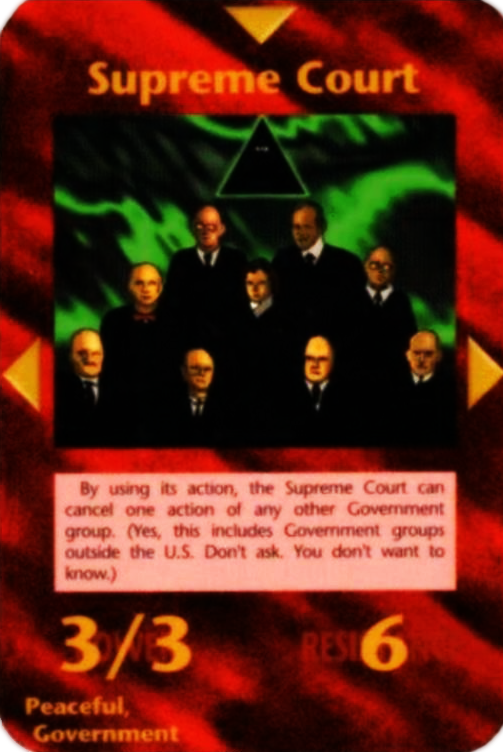 Supreme Court
By using its action, the Supreme Court can
cancel one action of any other Government
group. (Yes, this includes Government groups
outside the U.S. Don't ask. You don't want to
know.)
3/3 6
Peaceful,
Government